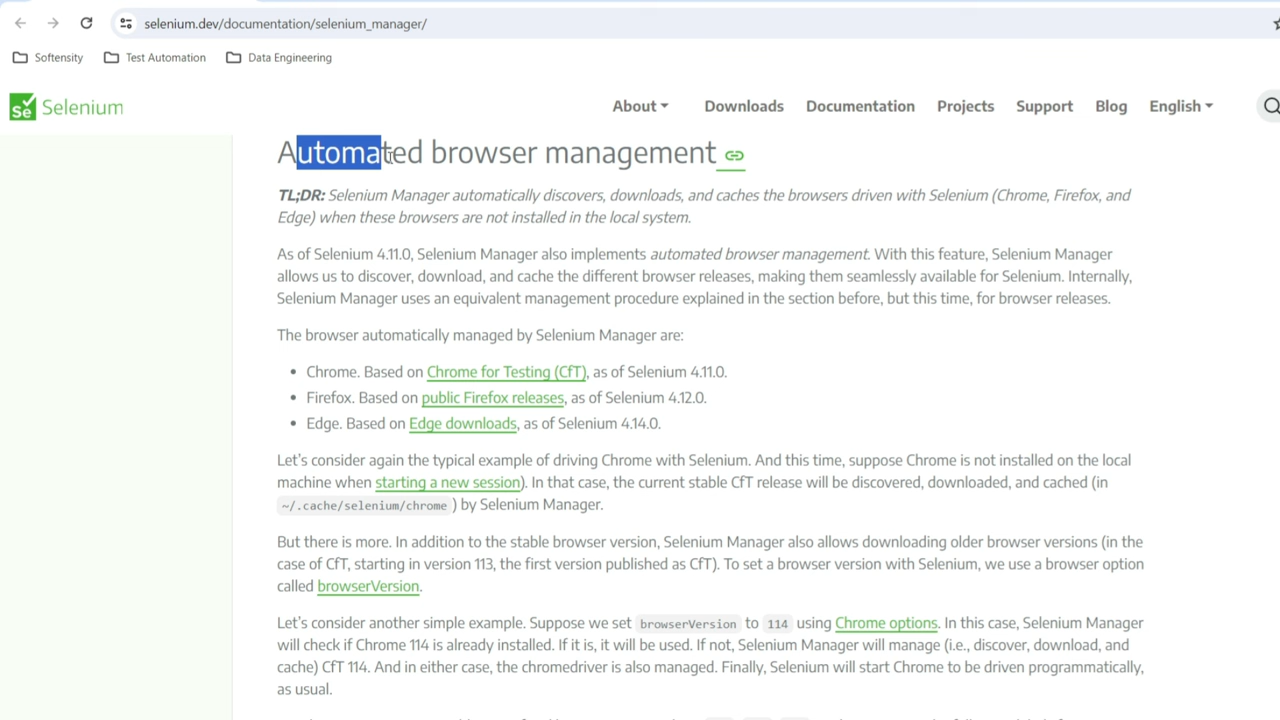 selenium.dev/documentation/selenium_manager/
Softensity Test Automation Data Engineering
Se Selenium About Downloads Documentation Projects Support Blog English
Automated browser management
TL;DR: Selenium Manager automatically discovers, downloads, and caches the browsers driven with Selenium (Chrome, Firefox, and
Edge) when these browsers are not installed in the local system.
As of Selenium 4.11.0, Selenium Manager also implements automated browser management. With this feature, Selenium Manager
allows us to discover, download, and cache the different browser releases, making them seamlessly available for Selenium. Internally,
Selenium Manager uses an equivalent management procedure explained in the section before, but this time, for browser releases.
The browser automatically managed by Selenium Manager are:
• Chrome. Based on Chrome for Testing (CfT), as of Selenium 4.11.0.
• Firefox. Based on public Firefox releases, as of Selenium 4.12.0.
• Edge. Based on Edge downloads, as of Selenium 4.14.0.
Let's consider again the typical example of driving Chrome with Selenium. And this time, suppose Chrome is not installed on the local
machine when starting a new session). In that case, the current stable CfT release will be discovered, downloaded, and cached (in
~/.cache/selenium/chrome ) by Selenium Manager.
But there is more. In addition to the stable browser version, Selenium Manager also allows downloading older browser versions (in the
case of CfT, starting in version 113, the first version published as CfT). To set a browser version with Selenium, we use a browser option
called browserVersion.
Let's consider another simple example. Suppose we set browserVersion to 114 using Chrome options. In this case, Selenium Manager
will check if Chrome 114 is already installed. If it is, it will be used. If not, Selenium Manager will manage (i.e., discover, download, and
cache) CfT 114. And in either case, the chromedriver is also managed. Finally, Selenium will start Chrome to be driven programmatically,
as usual.